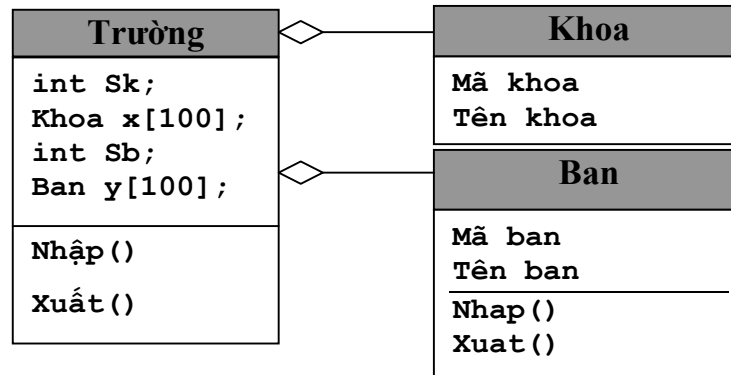 Trường
int Sk;
Khoa x[100];
int Sb;
Ban y[100];
Nhập()
Xuất()
Khoa
Mã khoa
Tên khoa
Ban
Mã ban
Tên ban
Nhap()
Xuat()